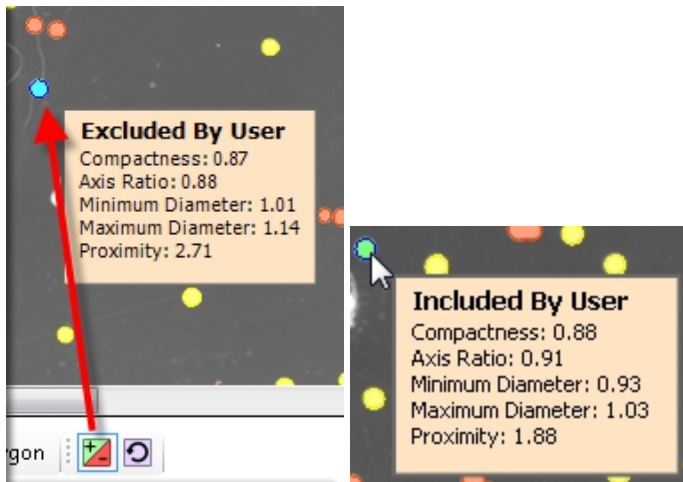 Excluded By User
Compactness: 0.87
Axis Ratio: 0.88
Minimum Diameter: 1.01
Maximum Diameter: 1.14
Proximity: 2.71
gon
Included By User
Compactness: 0.88
Axis Ratio: 0.91
Minimum Diameter: 0.93
Maximum Diameter: 1.03
Proximity: 1.88